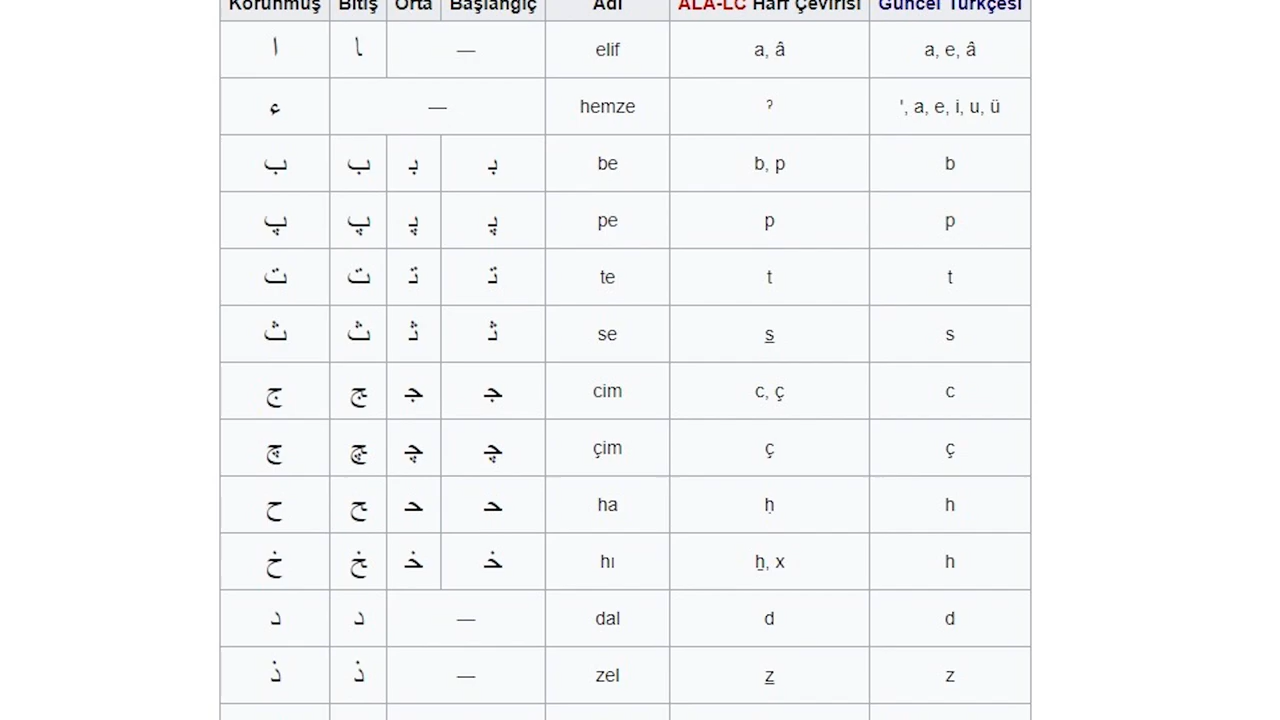 Korunmuş Bitiş Orta Başlangıç Adı ALA-LC Harf Çevirisi Güncel Türkçesi
ا ـا — elif a, â a, e, â
ء — hemze ˀ ', a, e, i, u, ü
ب ـب ـبـ بـ be b, p b
پ ـپ ـپـ پـ pe p p
ت ـت ـتـ تـ te t t
ث ـث ـثـ ثـ se s̱ s
ج ـج ـجـ جـ cim c, ç c
چ ـچ ـچـ چـ çim ç ç
ح ـح ـحـ حـ ha ḥ h
خ ـخ ـخـ خـ hı ẖ, x h
د ـد — dal d d
ذ ـذ — zel ẕ z